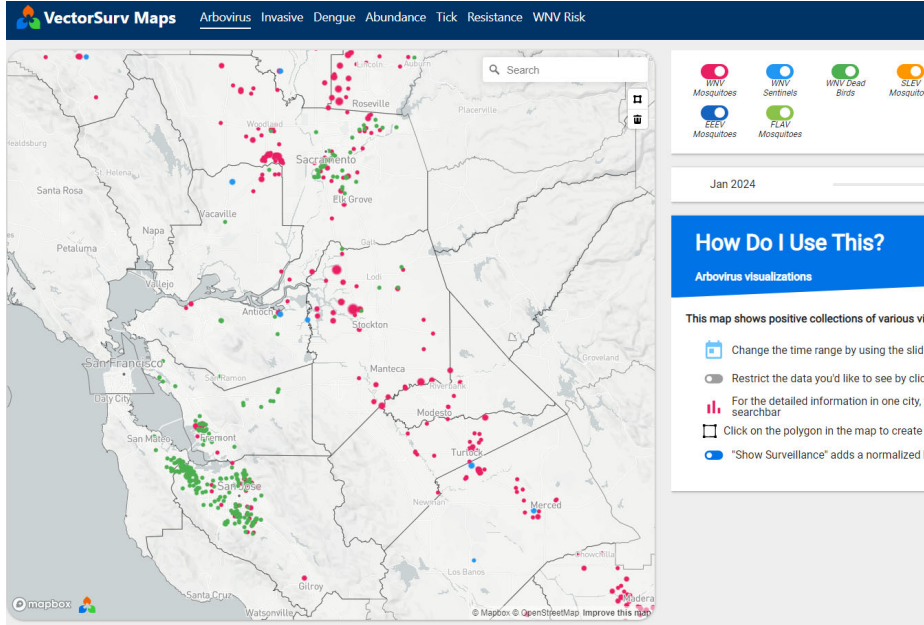 VectorSurv Maps
Arbovirus Invasive Dengue Abundance Tick Resistance WNV Risk
Search
WNV
Mosquitoes
WNV
Sentinels
WNV Dead
Birds
SLEV
Mosquito
EEEV
Mosquitoes
FLAV
Mosquitoes
Jan 2024
How Do I Use This?
Arbovirus visualizations
This map shows positive collections of various vi
Change the time range by using the slid
Restrict the data you'd like to see by clic
For the detailed information in one city,
searchbar
Click on the polygon in the map to create
"Show Surveillance" adds a normalized
Lincoln
Auburn
Roseville
Placerville
Woodland
ealdsburg
St. Helena
Sacramento
Santa Rosa
Elk Grove
Vacaville
Napa
Petaluma
Galt
Lodi
Vallejo
Antioch
Stockton
San Francisco
Groveland
Manteca
San Ramon
Riverbank
Daly City
Modesto
San Mateo
Fremont
Turlock
San Jose
Newman
Merced
Chowchilla
Los Banos
Gilroy
Santa Cruz
Madera
Watsonville
mapbox
© Mapbox © OpenStreetMap Improve this map